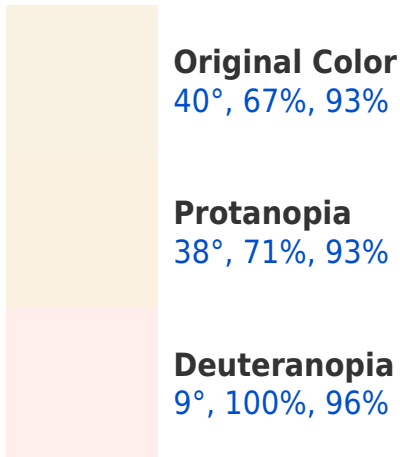 Original Color
40°, 67%, 93%
Protanopia
38°, 71%, 93%
Deuteranopia
9°, 100%, 96%